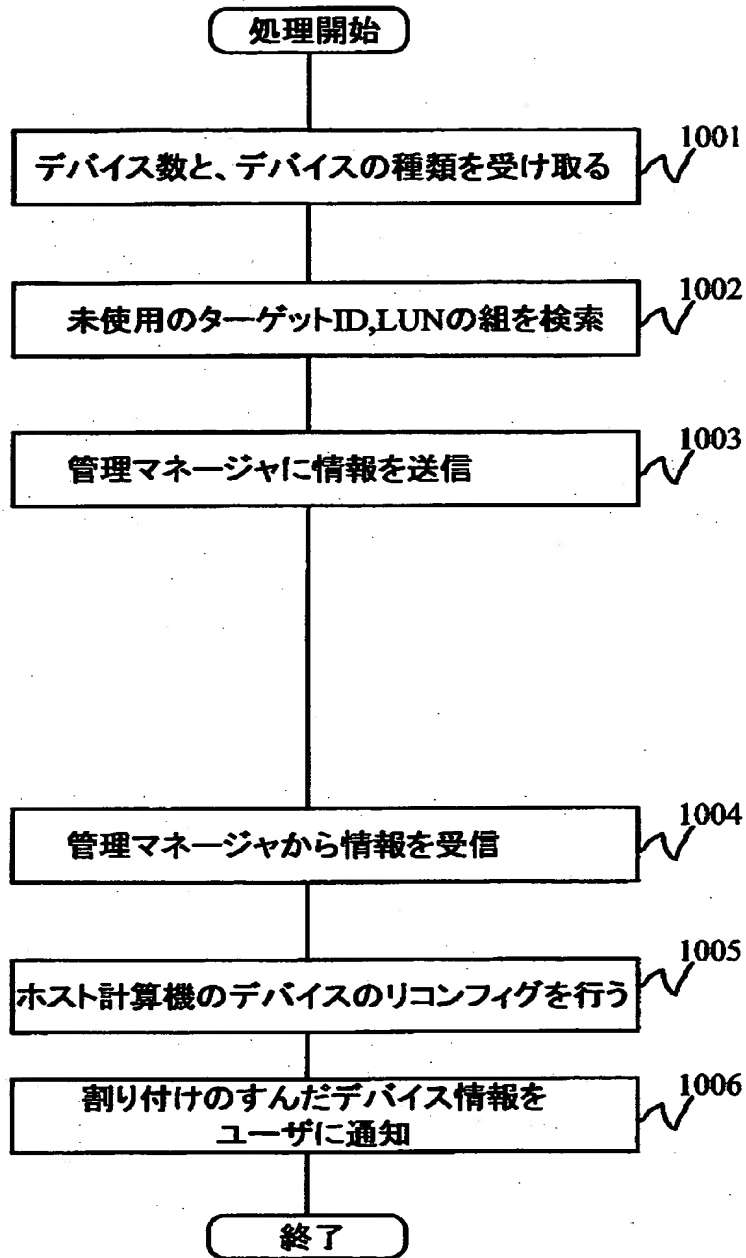 処理開始
デバイス数と、デバイスの種類を受け取る
1001
未使用のターゲットID,LUNの組を検索
1002
管理マネージャに情報を送信
1003
管理マネージャから情報を受信
1004
ホスト計算機のデバイスのリコンフィグを行う
1005
割り付けのすんだデバイス情報を
ユーザに通知
1006
終了